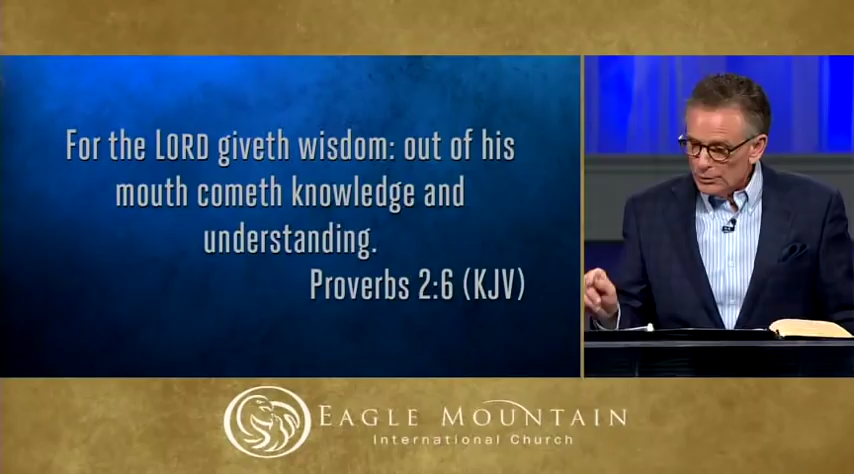 For the LORD giveth wisdom: out of his
mouth cometh knowledge and
understanding.
Proverbs 2:6 (KJV)
EAGLE MOUNTAIN
International Church